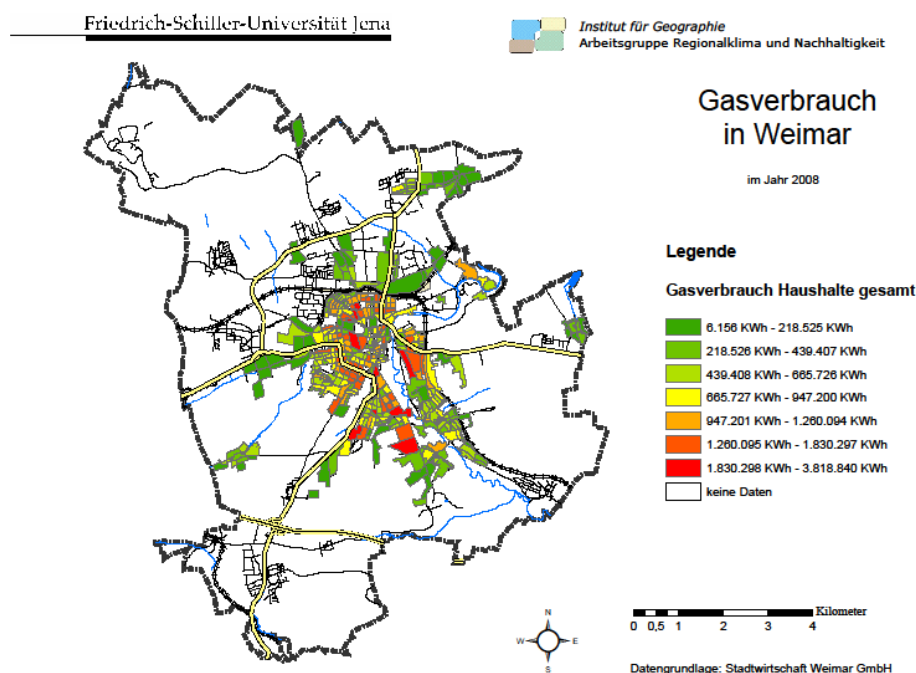 Friedrich-Schiller-Universität Jena
Institut für Geographie
Arbeitsgruppe Regionalklima und Nachhaltigkeit
Gasverbrauch
in Weimar
im Jahr 2008
Legende
Gasverbrauch Haushalte gesamt
6.156 KWh - 218.525 KWh
218.526 KWh - 439.407 KWh
439.408 KWh - 665.726 KWh
665.727 KWh - 947.200 KWh
947.201 KWh - 1.260.094 KWh
1.260.095 KWh - 1.830.297 KWh
1.830.298 KWh - 3.818.840 KWh
keine Daten
N
W E
S
Kilometer
0 0,5 1 2 3 4
Datengrundlage: Stadtwirtschaft Weimar GmbH